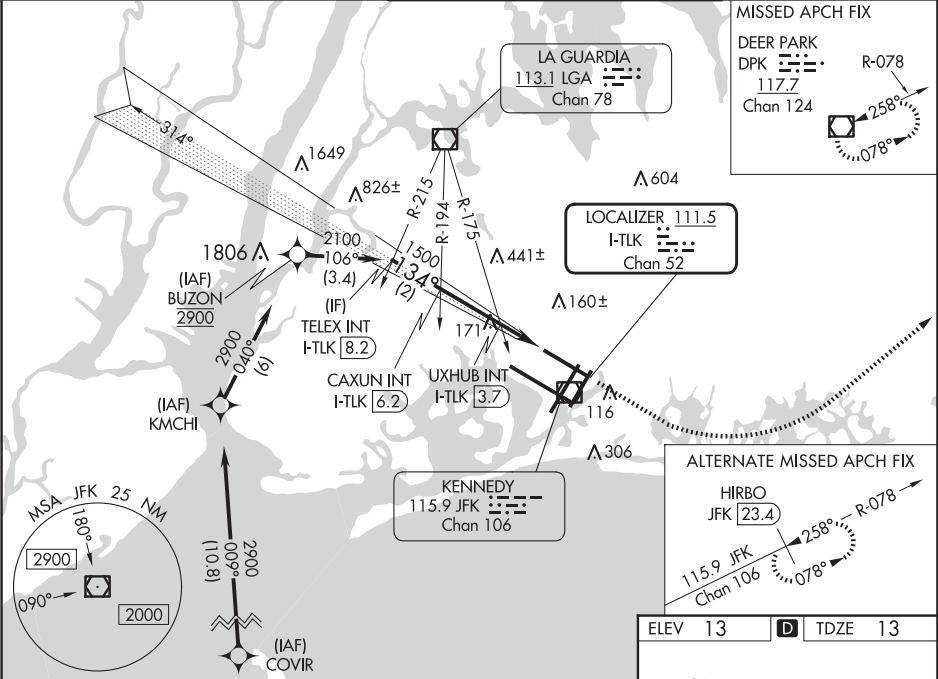 MISSED APCH FIX
DEER PARK
DPK
117.7
Chan 124
R-078
258°
078°
LA GUARDIA
113.1 LGA
Chan 78
314°
1649
826±
R-215
R-194
R-175
604
LOCALIZER 111.5
I-TLK
Chan 52
1806
2100
106°
(3.4)
1500
134°
(2)
441±
160±
(IAF)
BUZON
2900
(IF)
TELEX INT
I-TLK 8.2
171
CAXUN INT
I-TLK 6.2
UXHUB INT
I-TLK 3.7
2900
040°
(6)
(IAF)
KMCHI
116
306
KENNEDY
115.9 JFK
Chan 106
ALTERNATE MISSED APCH FIX
HIRBO
JFK 23.4
R-078
258°
078°
115.9 JFK
Chan 106
MSA JFK 25 NM
180°
2900
090°
2000
2900
009°
(10.8)
(IAF)
COVIR
ELEV 13 D TDZE 13